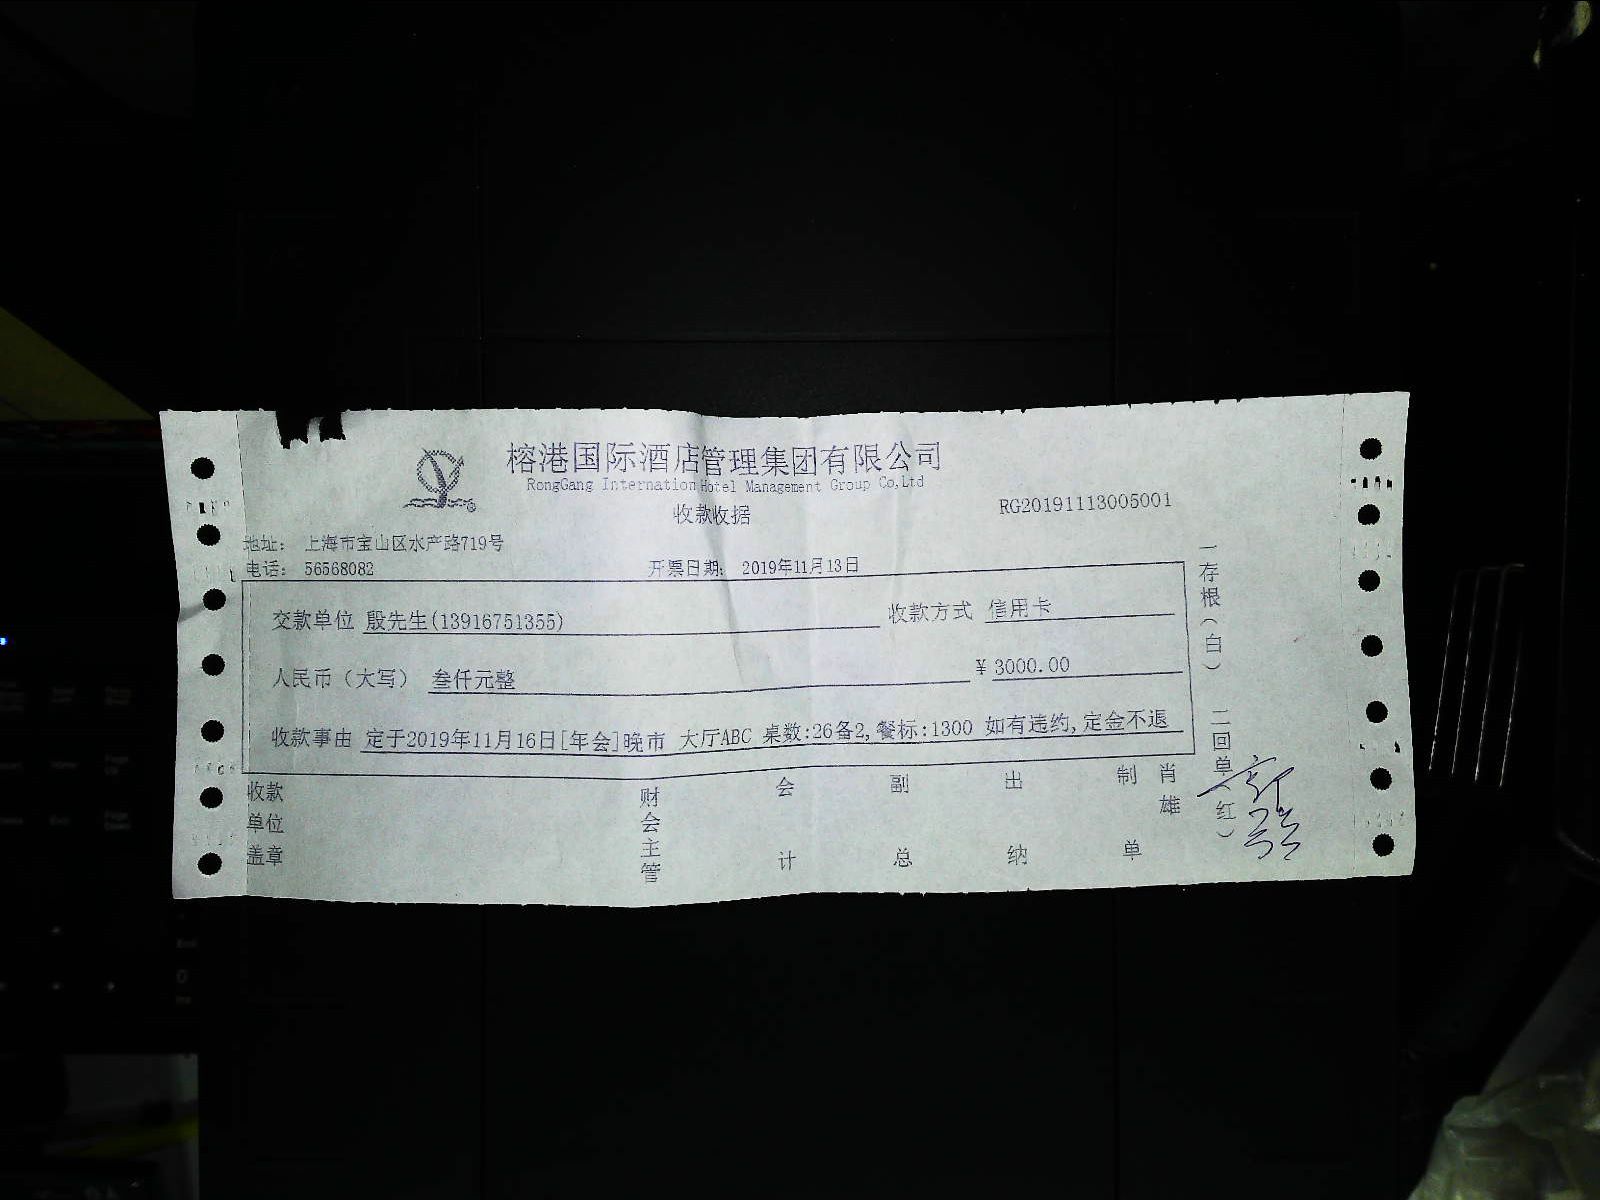 榕港国际酒店管理集团有限公司
RongGang Internation Hotel Management Group Co,Ltd
收款收据
RG20191113005001
地址： 上海市宝山区水产路719号
电话： 56568082
开票日期： 2019年11月13日
交款单位 殷先生(13916751355) 收款方式 信用卡
人民币（大写） 叁仟元整 ¥ 3000.00
收款事由 定于2019年11月16日[年会]晚市 大厅ABC 桌数:26备2,餐标:1300 如有违约,定金不退
收款单位盖章 财会主管 会计 副总 出纳 制单 肖雄
一存根（白） 二回单（红）